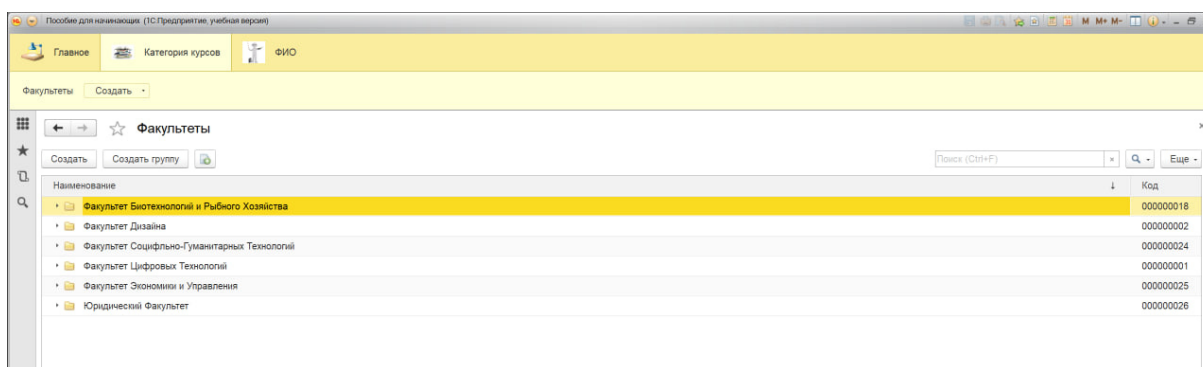 Пособие для начинающих (1С:Предприятие, учебная версия) M M+ M-
Главное Категория курсов ФИО
Факультеты Создать
Факультеты
Создать Создать группу Поиск (Ctrl+F) × Еще
Наименование ↓ Код
Факультет Биотехнологий и Рыбного Хозяйства 000000018
Факультет Дизайна 000000002
Факультет Социфльно-Гуманитарных Технологий 000000024
Факультет Цифровых Технологий 000000001
Факультет Экономики и Управления 000000025
Юридический Факультет 000000026